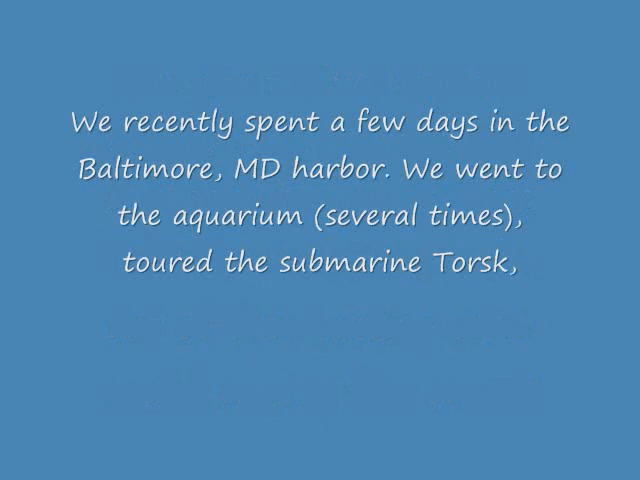 We recently spent a few days in the
Baltimore, MD harbor. We went to
the aquarium (several times),
toured the submarine Torsk,